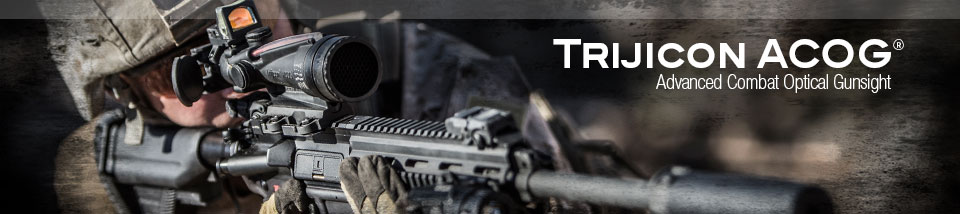 TRIJICON ACOG®
Advanced Combat Optical Gunsight